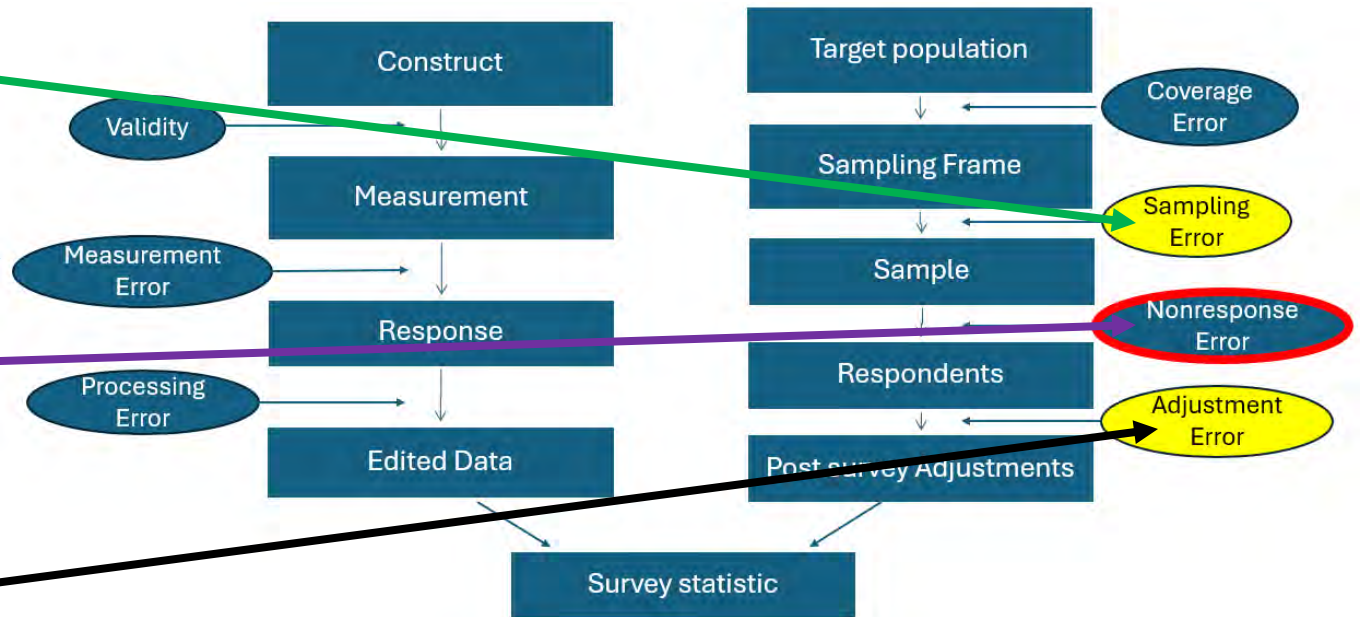 Construct
Validity
Measurement
Measurement
Error
Response
Processing
Error
Edited Data
Target population
Coverage
Error
Sampling Frame
Sampling
Error
Sample
Nonresponse
Error
Respondents
Adjustment
Error
Post survey Adjustments
Survey statistic